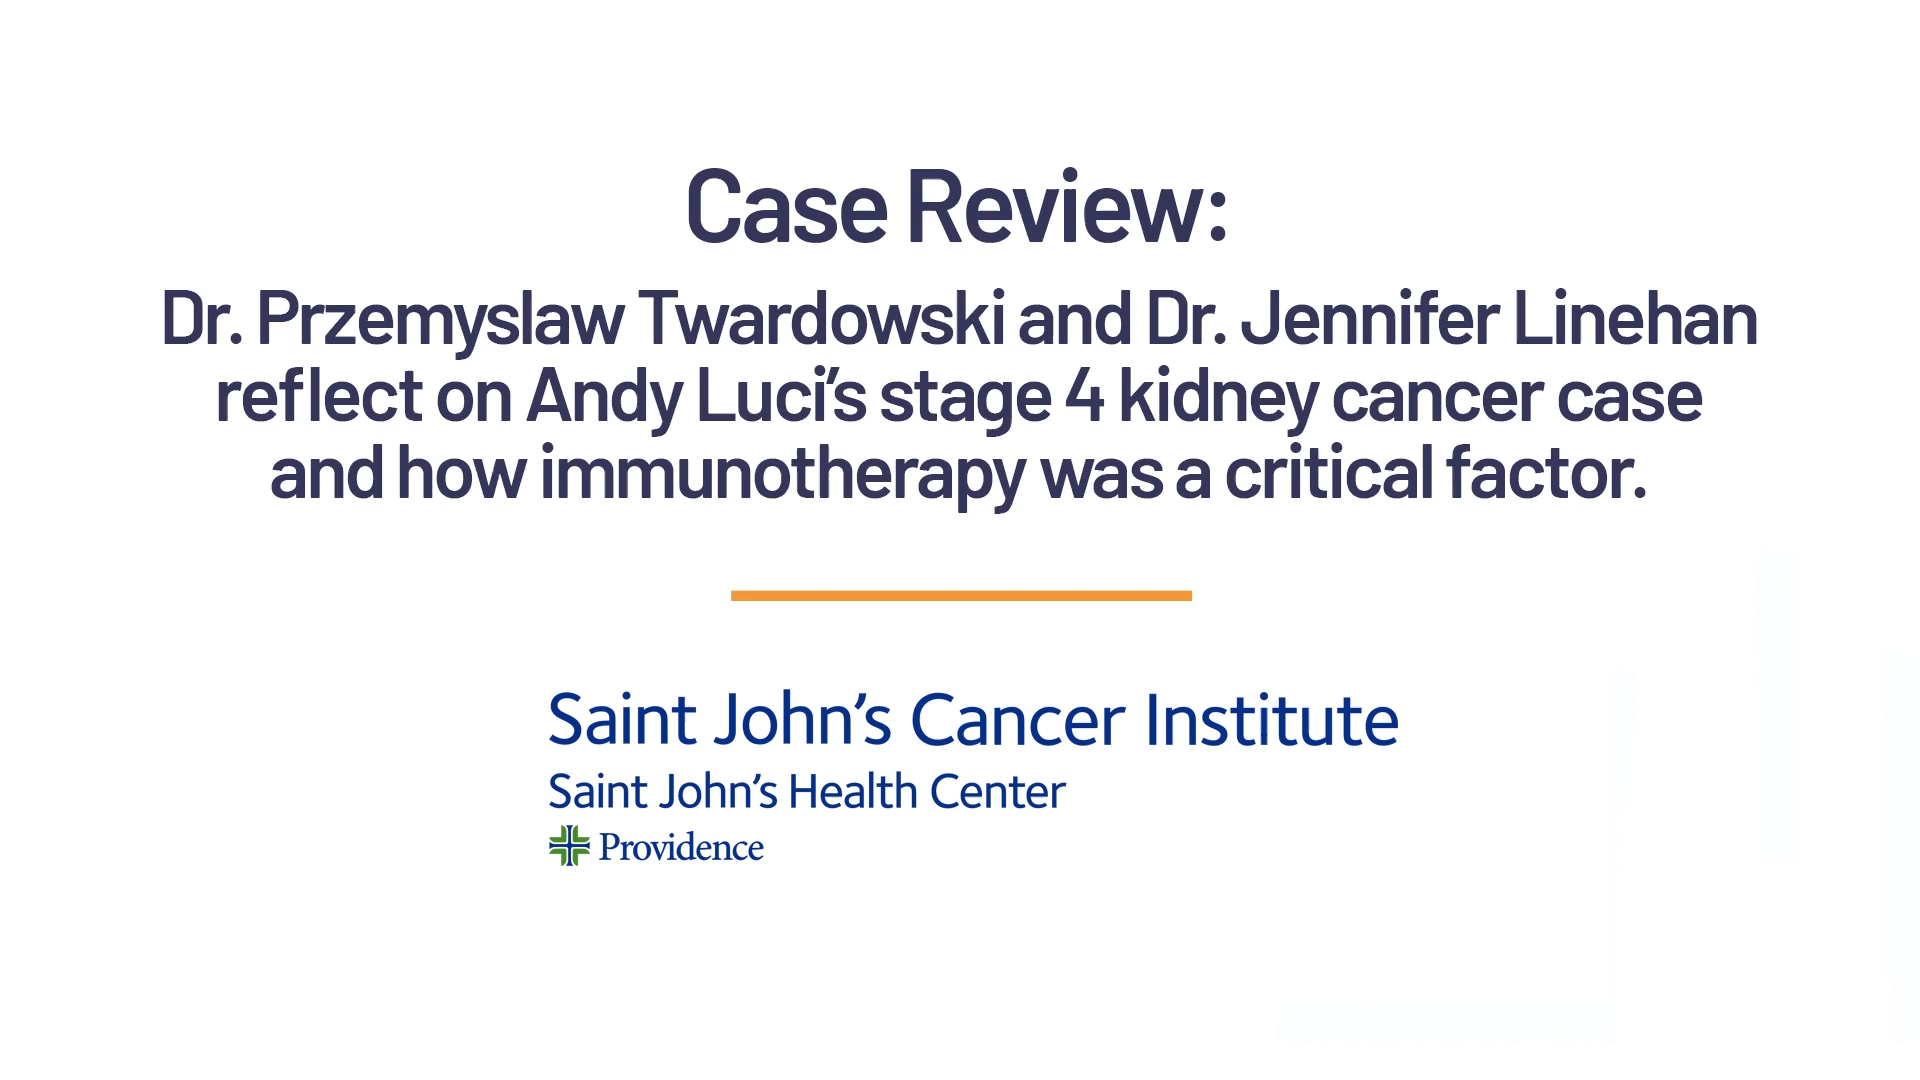 Case Review:
Dr. Przemyslaw Twardowski and Dr. Jennifer Linehan
reflect on Andy Luci’s stage 4 kidney cancer case
and how immunotherapy was a critical factor.
Saint John’s Cancer Institute
Saint John’s Health Center
Providence